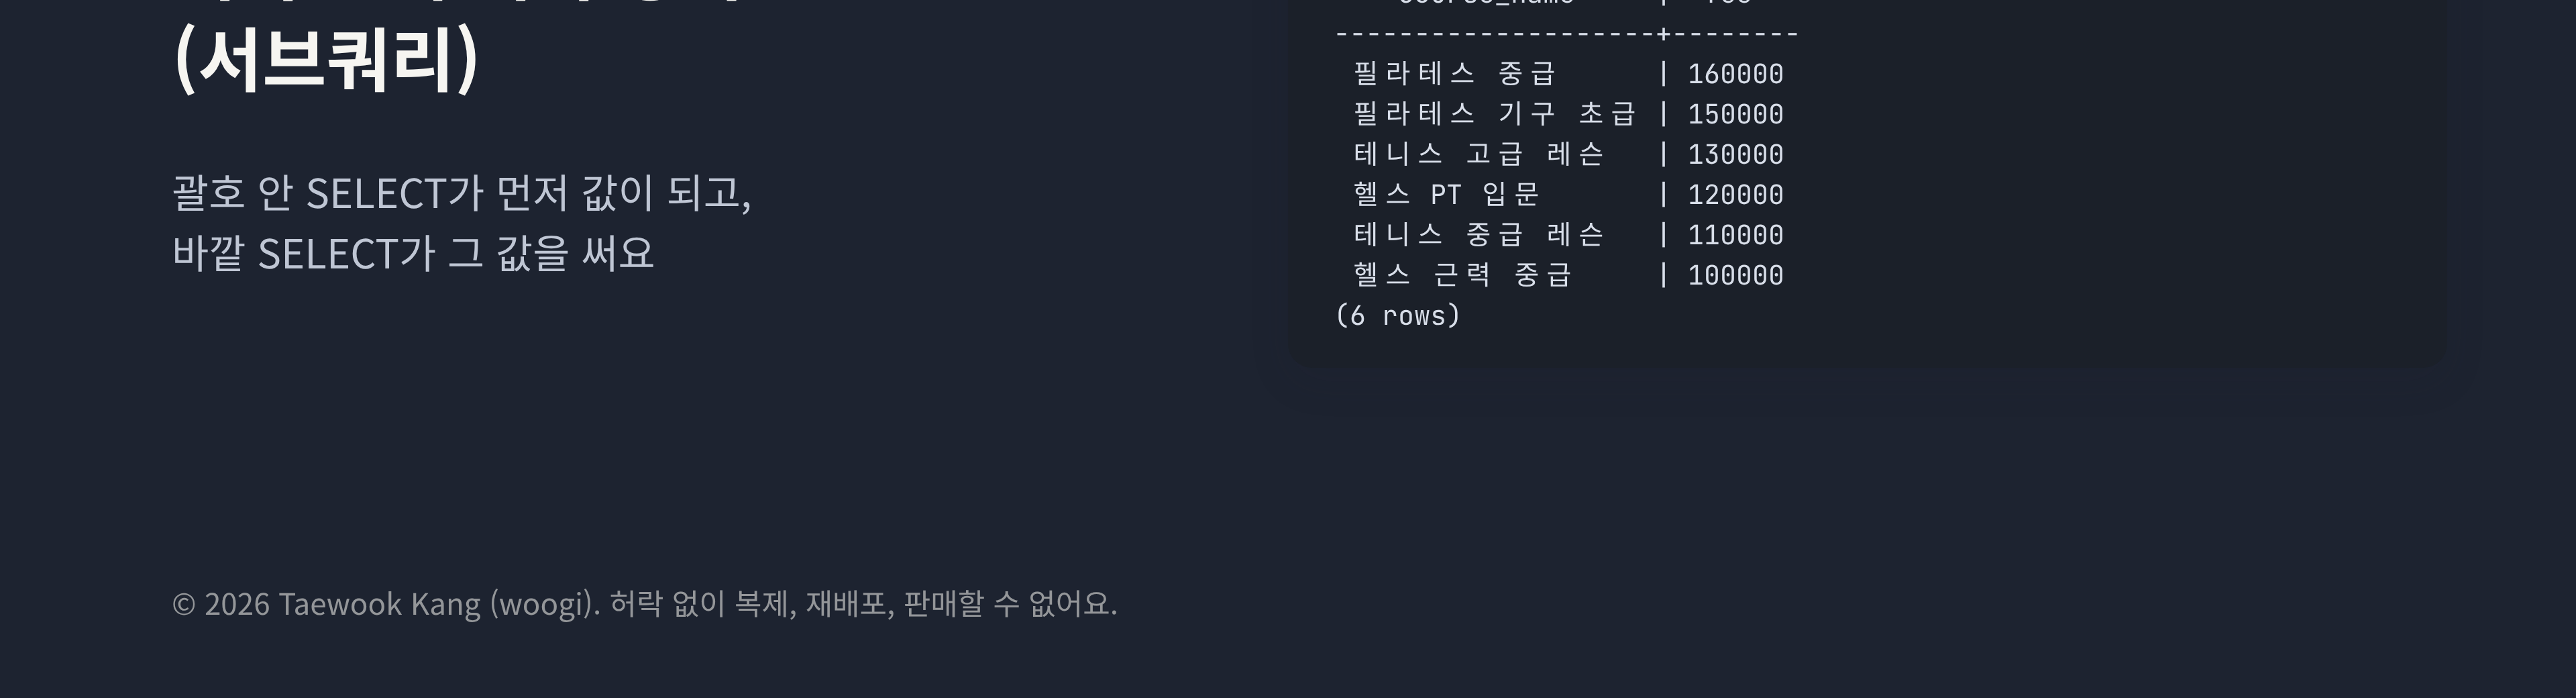 (서브쿼리)
괄호 안 SELECT가 먼저 값이 되고,
바깥 SELECT가 그 값을 써요
-------------------+--------
필라테스 중급 | 160000
필라테스 기구 초급 | 150000
테니스 고급 레슨 | 130000
헬스 PT 입문 | 120000
테니스 중급 레슨 | 110000
헬스 근력 중급 | 100000
(6 rows)
© 2026 Taewook Kang (woogi). 허락 없이 복제, 재배포, 판매할 수 없어요.